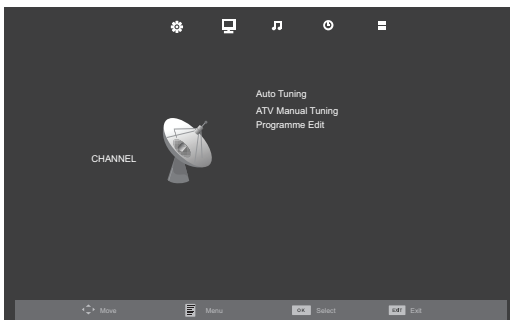 Auto Tuning
ATV Manual Tuning
Programme Edit
CHANNEL
Move Menu OK Select EXIT Exit